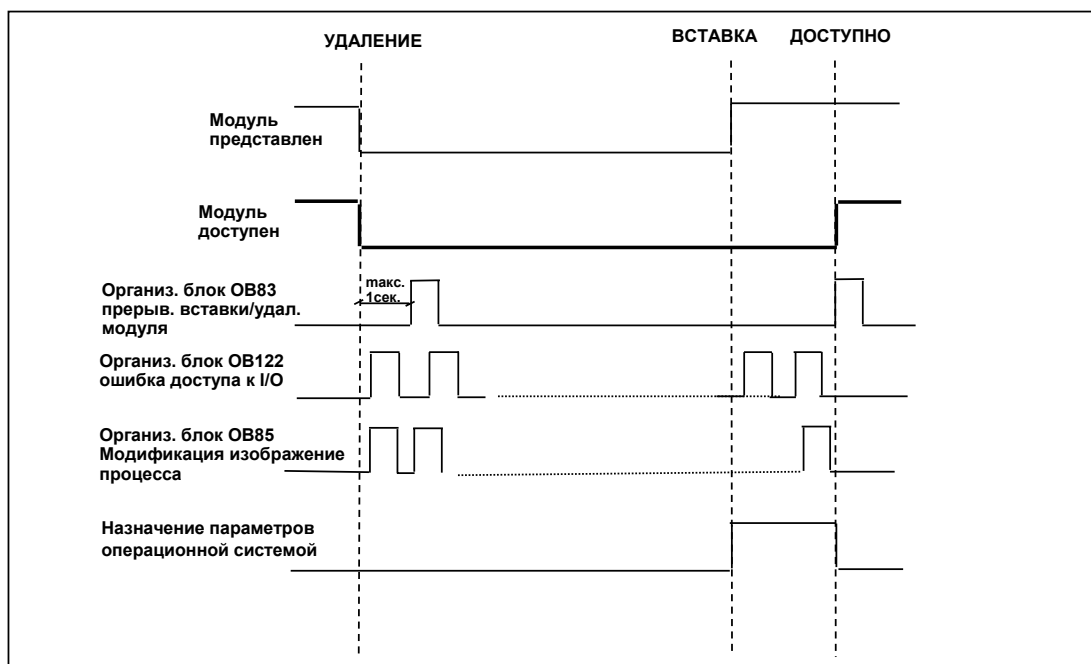 УДАЛЕНИЕ
ВСТАВКА
ДОСТУПНО
Модуль
представлен
Модуль
доступен
Организ. блок OB83
прерыв. вставки/удал.
модуля
mакс.
1сек.
Организ. блок OB122
ошибка доступа к I/O
Организ. блок OB85
Модификация изображение
процесса
Назначение параметров
операционной системой